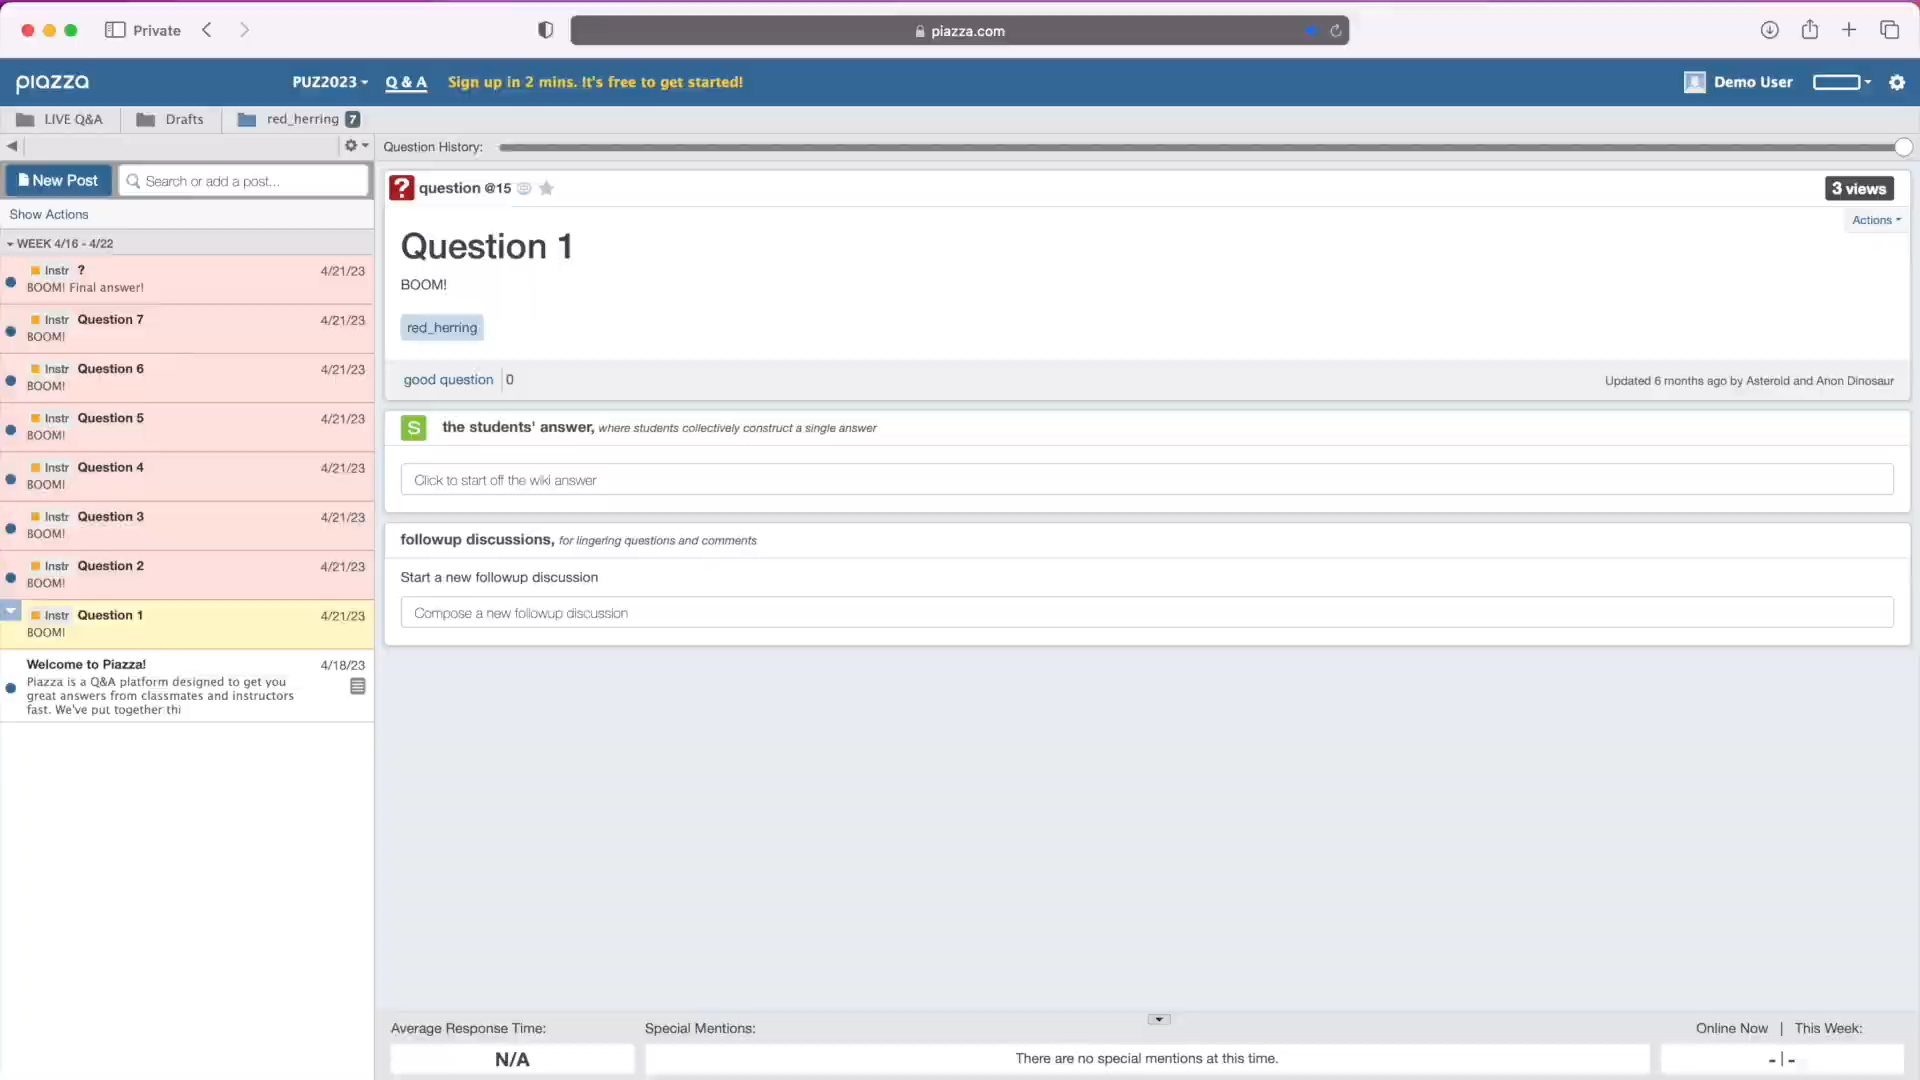 Private
piazza.com
piazza
PUZ2023
Q & A
Sign up in 2 mins. It's free to get started!
Demo User
LIVE Q&A
Drafts
red_herring 7
Question History:
New Post
Search or add a post...
Show Actions
WEEK 4/16 - 4/22
Instr ? 4/21/23
BOOM! Final answer!
Instr Question 7 4/21/23
BOOM!
Instr Question 6 4/21/23
BOOM!
Instr Question 5 4/21/23
BOOM!
Instr Question 4 4/21/23
BOOM!
Instr Question 3 4/21/23
BOOM!
Instr Question 2 4/21/23
BOOM!
Instr Question 1 4/21/23
BOOM!
Welcome to Piazza! 4/18/23
Piazza is a Q&A platform designed to get you
great answers from classmates and instructors
fast. We've put together thi
? question @15
3 views
Actions
Question 1
BOOM!
red_herring
good question 0
Updated 6 months ago by Asteroid and Anon Dinosaur
S the students' answer, where students collectively construct a single answer
Click to start off the wiki answer
followup discussions, for lingering questions and comments
Start a new followup discussion
Compose a new followup discussion
Average Response Time:
N/A
Special Mentions:
There are no special mentions at this time.
Online Now | This Week:
- | -